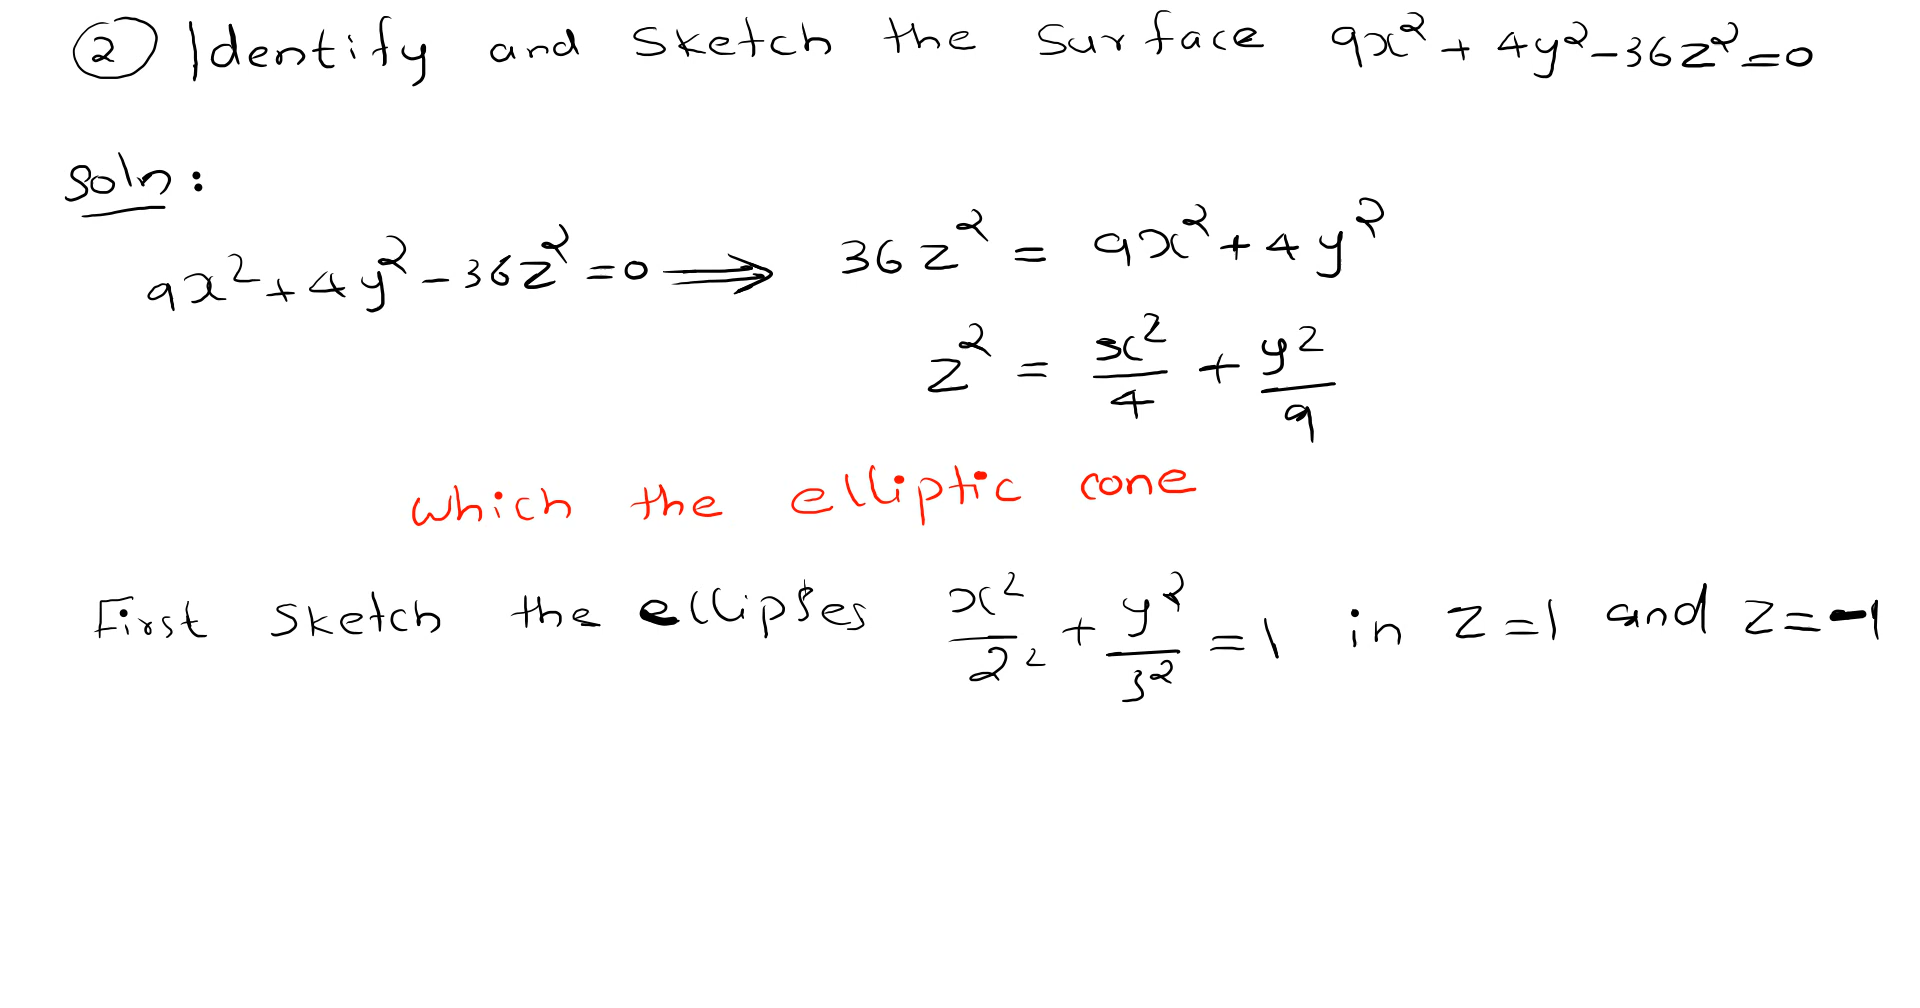 ② Identify and sketch the surface 9x² + 4y² – 36z² = 0
Soln:
9x² + 4y² – 36z² = 0 ⟹ 36z² = 9x² + 4y²
z² = x²/4 + y²/9
which the elliptic cone
First sketch the ellipses x²/2² + y²/3² = 1 in z = 1 and z = -1